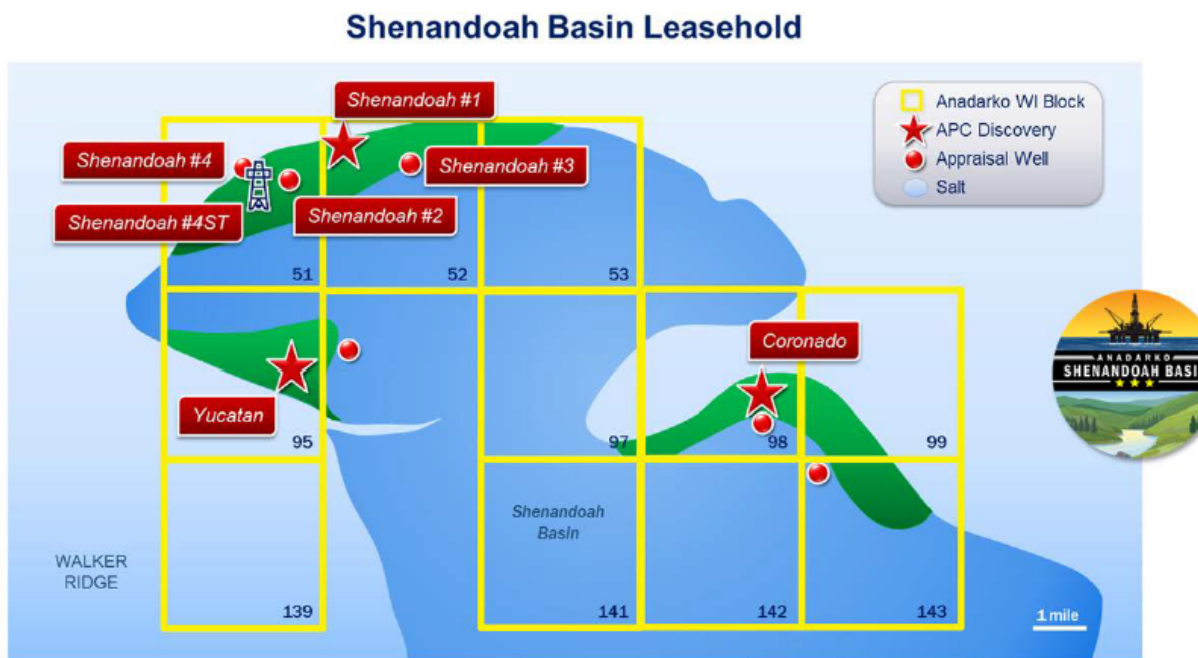 Shenandoah Basin Leasehold
Shenandoah #1
Anadarko WI Block
APC Discovery
Appraisal Well
Salt
Shenandoah #4
Shenandoah #3
Shenandoah #4ST
Shenandoah #2
51
52
53
Coronado
ANADARKO
SHENANDOAH BASI
Yucatan
95
97
98
99
Shenandoah
Basin
WALKER
RIDGE
139
141
142
143
1 mile